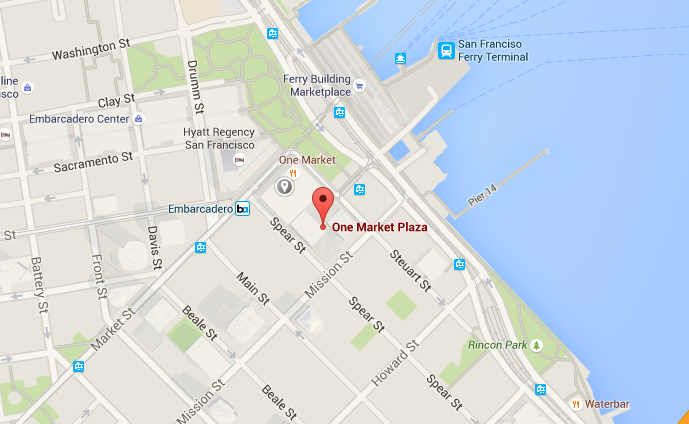 San Franciso
Ferry Terminal
Washington St
Drumm St
Ferry Building
Marketplace
line
isco
Clay St
Embarcadero Center
Hyatt Regency
San Francisco
Sacramento St
One Market
Pier 14
Embarcadero
One Market Plaza
St
Davis St
Front St
Battery St
Spear St
Mission St
Steuart St
Main St
Market St
Beale St
Spear St
Howard St
Rincon Park
Beale St
Mission St
Waterbar